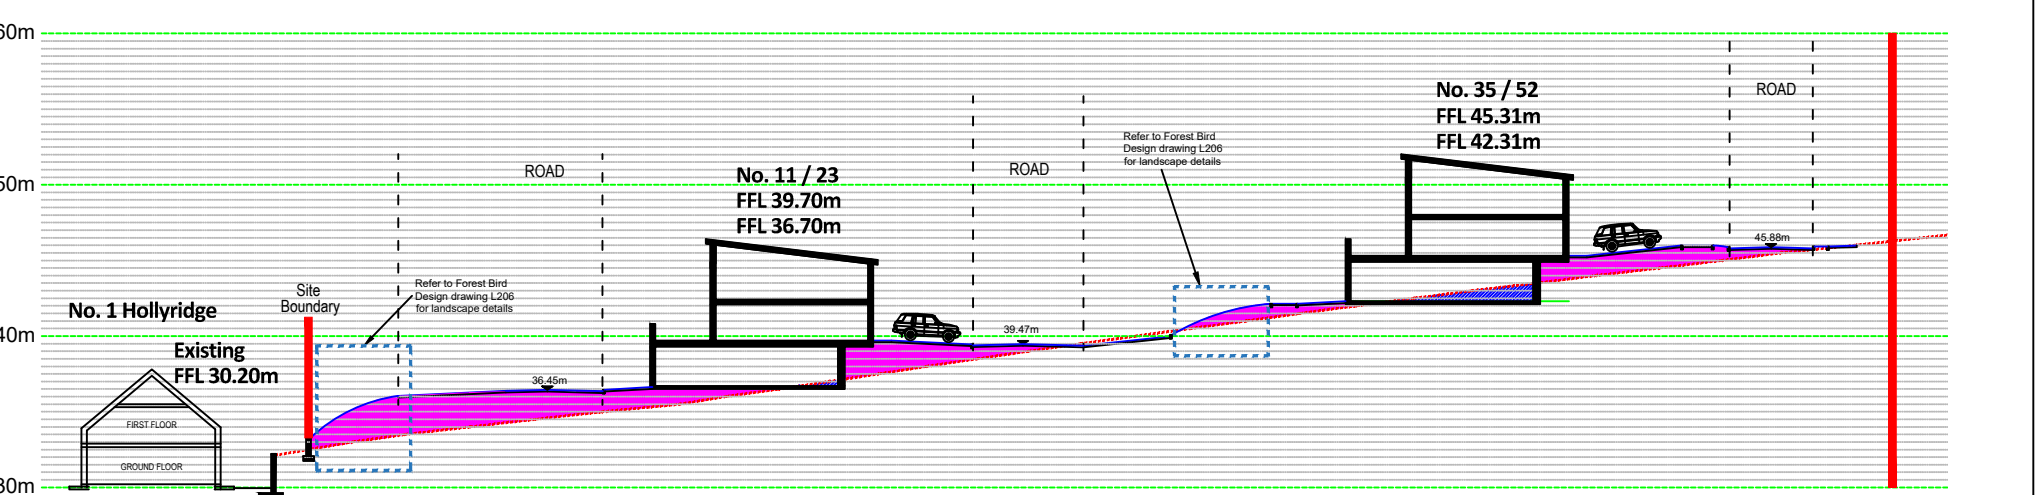 60m
No. 35 / 52
FFL 45.31m
FFL 42.31m
ROAD
Refer to Forest Bird
Design drawing L206
for landscape details
ROAD
ROAD
No. 11 / 23
FFL 39.70m
FFL 36.70m
50m
45.88m
Refer to Forest Bird
Design drawing L206
for landscape details
Site
Boundary
No. 1 Hollyridge
40m
39.47m
Existing
FFL 30.20m
36.45m
FIRST FLOOR
GROUND FLOOR
30m